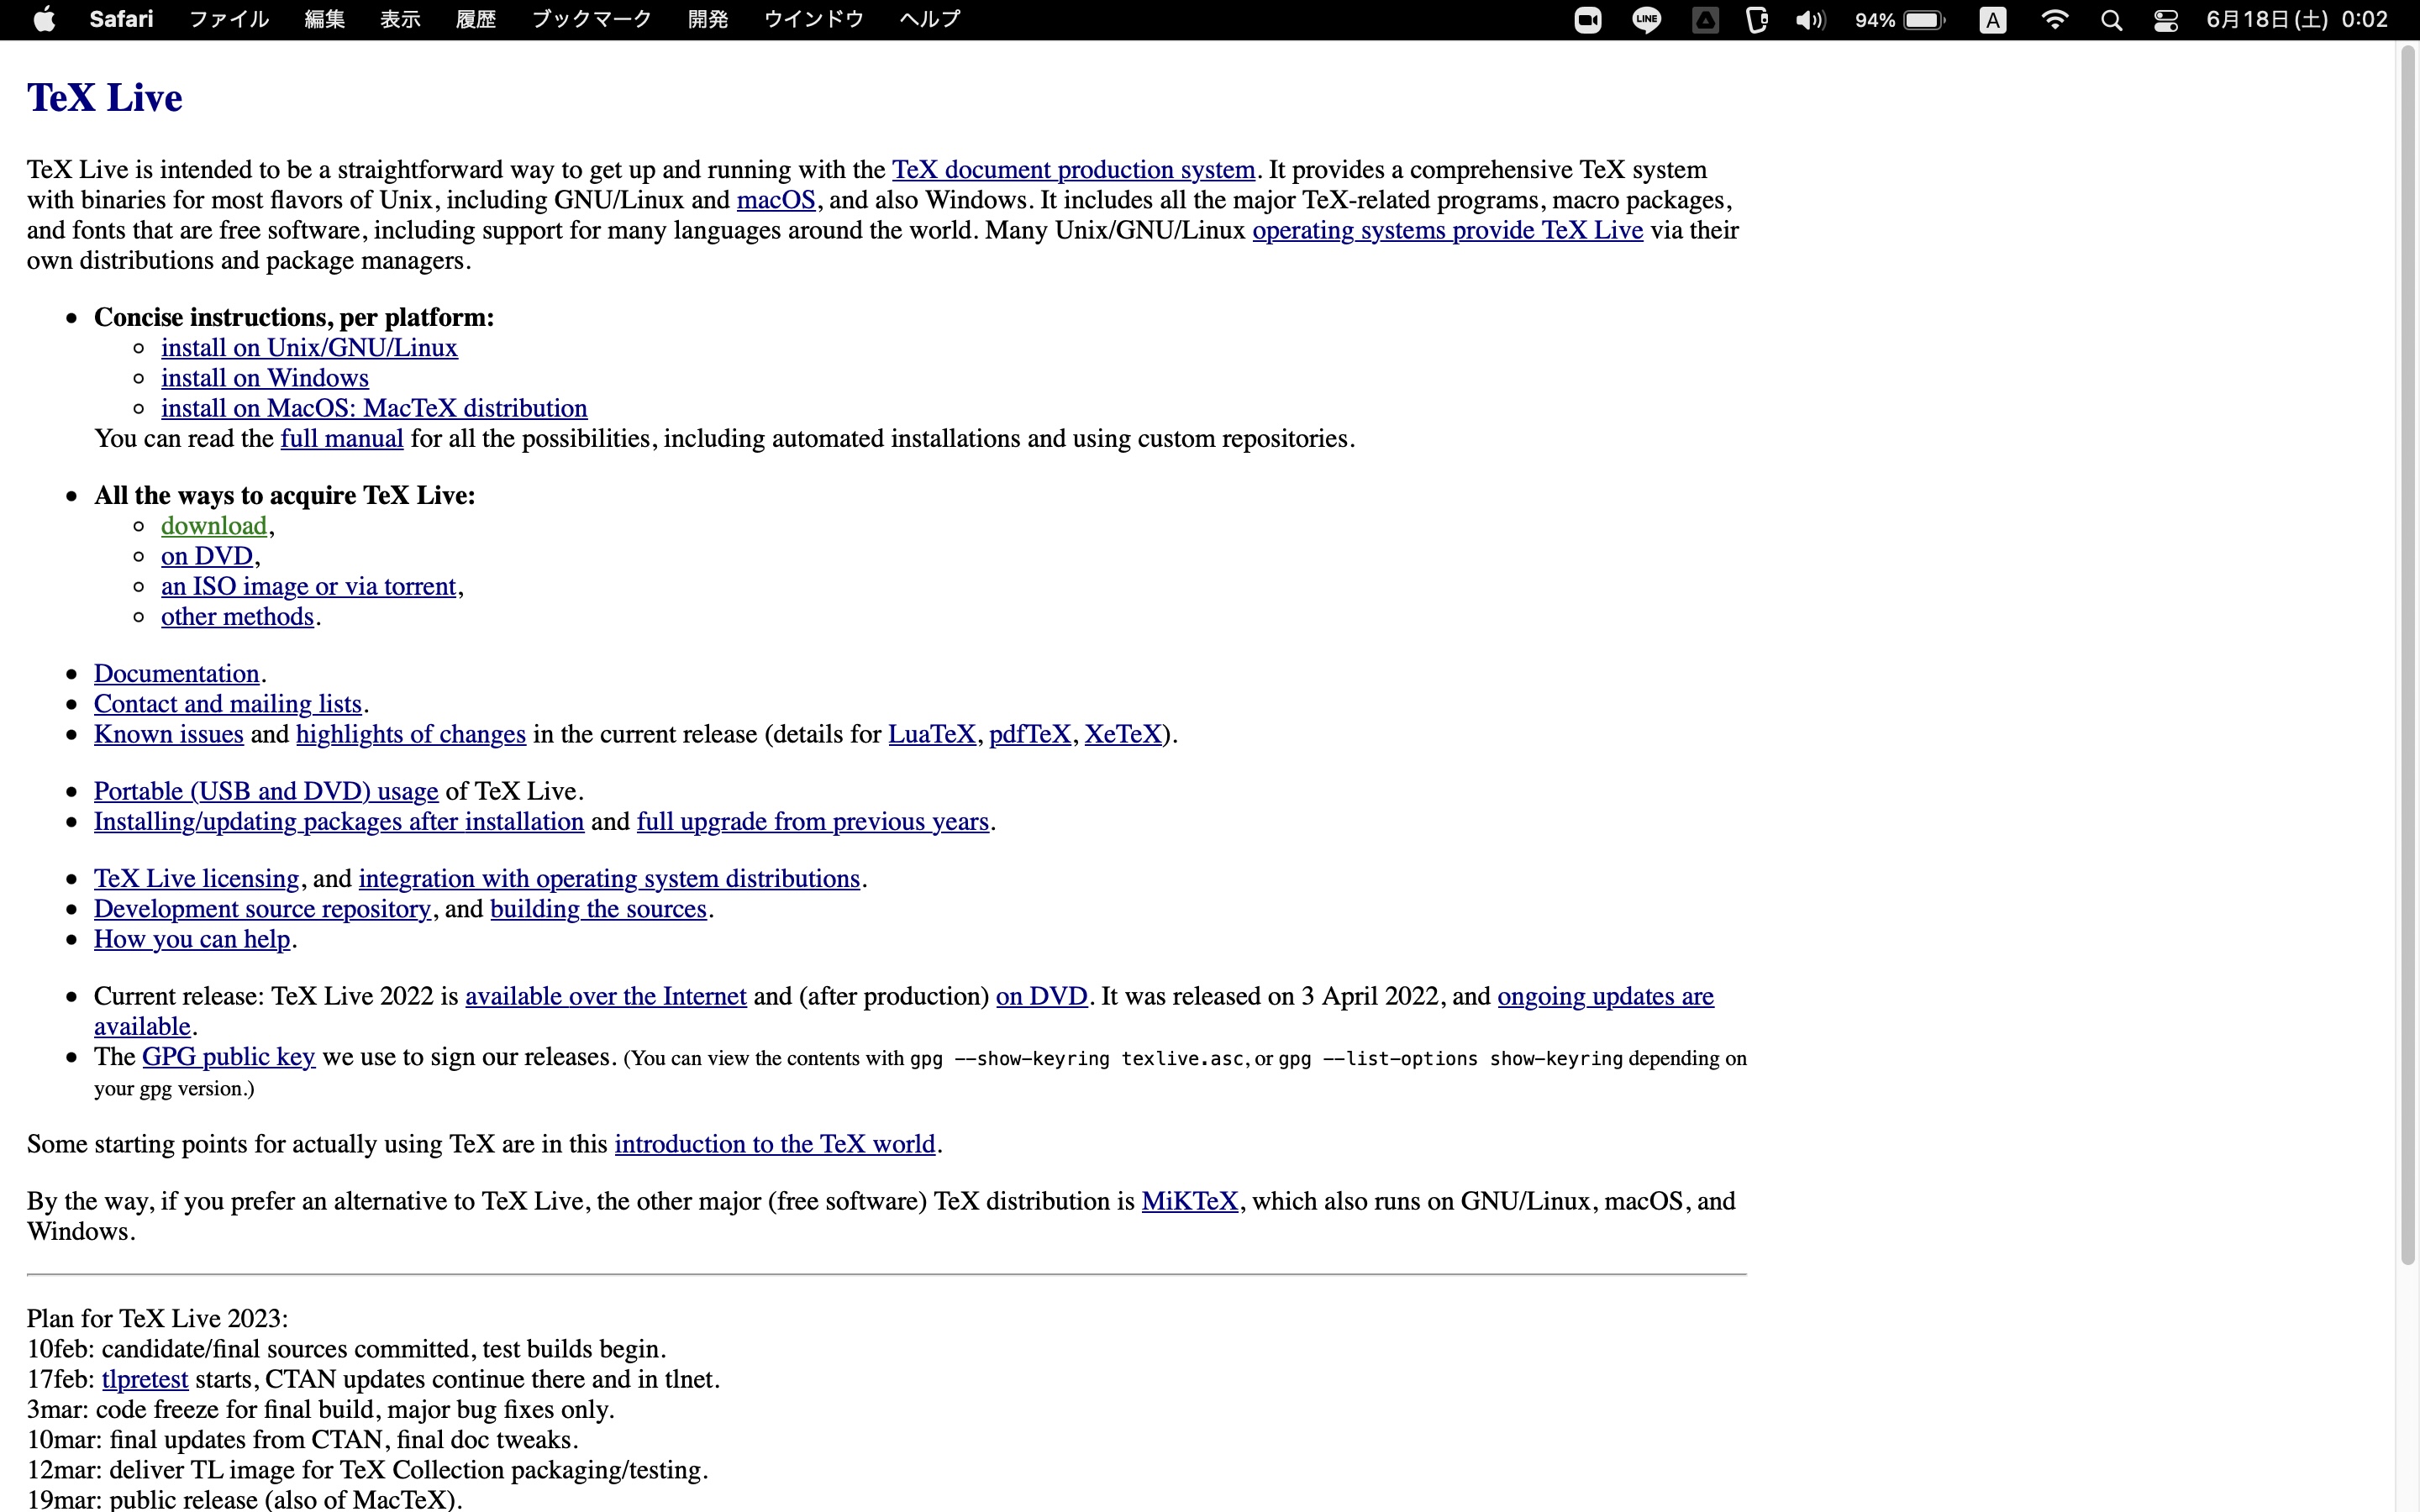 Safari ファイル 編集 表示 履歴 ブックマーク 開発 ウインドウ ヘルプ LINE 94% A 6月18日(土) 0:02
TeX Live
TeX Live is intended to be a straightforward way to get up and running with the TeX document production system. It provides a comprehensive TeX system
with binaries for most flavors of Unix, including GNU/Linux and macOS, and also Windows. It includes all the major TeX-related programs, macro packages,
and fonts that are free software, including support for many languages around the world. Many Unix/GNU/Linux operating systems provide TeX Live via their
own distributions and package managers.
Concise instructions, per platform:
install on Unix/GNU/Linux
install on Windows
install on MacOS: MacTeX distribution
You can read the full manual for all the possibilities, including automated installations and using custom repositories.
All the ways to acquire TeX Live:
download,
on DVD,
an ISO image or via torrent,
other methods.
Documentation.
Contact and mailing lists.
Known issues and highlights of changes in the current release (details for LuaTeX, pdfTeX, XeTeX).
Portable (USB and DVD) usage of TeX Live.
Installing/updating packages after installation and full upgrade from previous years.
TeX Live licensing, and integration with operating system distributions.
Development source repository, and building the sources.
How you can help.
Current release: TeX Live 2022 is available over the Internet and (after production) on DVD. It was released on 3 April 2022, and ongoing updates are
available.
The GPG public key we use to sign our releases. (You can view the contents with gpg --show-keyring texlive.asc, or gpg --list-options show-keyring depending on
your gpg version.)
Some starting points for actually using TeX are in this introduction to the TeX world.
By the way, if you prefer an alternative to TeX Live, the other major (free software) TeX distribution is MiKTeX, which also runs on GNU/Linux, macOS, and
Windows.
Plan for TeX Live 2023:
10feb: candidate/final sources committed, test builds begin.
17feb: tlpretest starts, CTAN updates continue there and in tlnet.
3mar: code freeze for final build, major bug fixes only.
10mar: final updates from CTAN, final doc tweaks.
12mar: deliver TL image for TeX Collection packaging/testing.
19mar: public release (also of MacTeX).